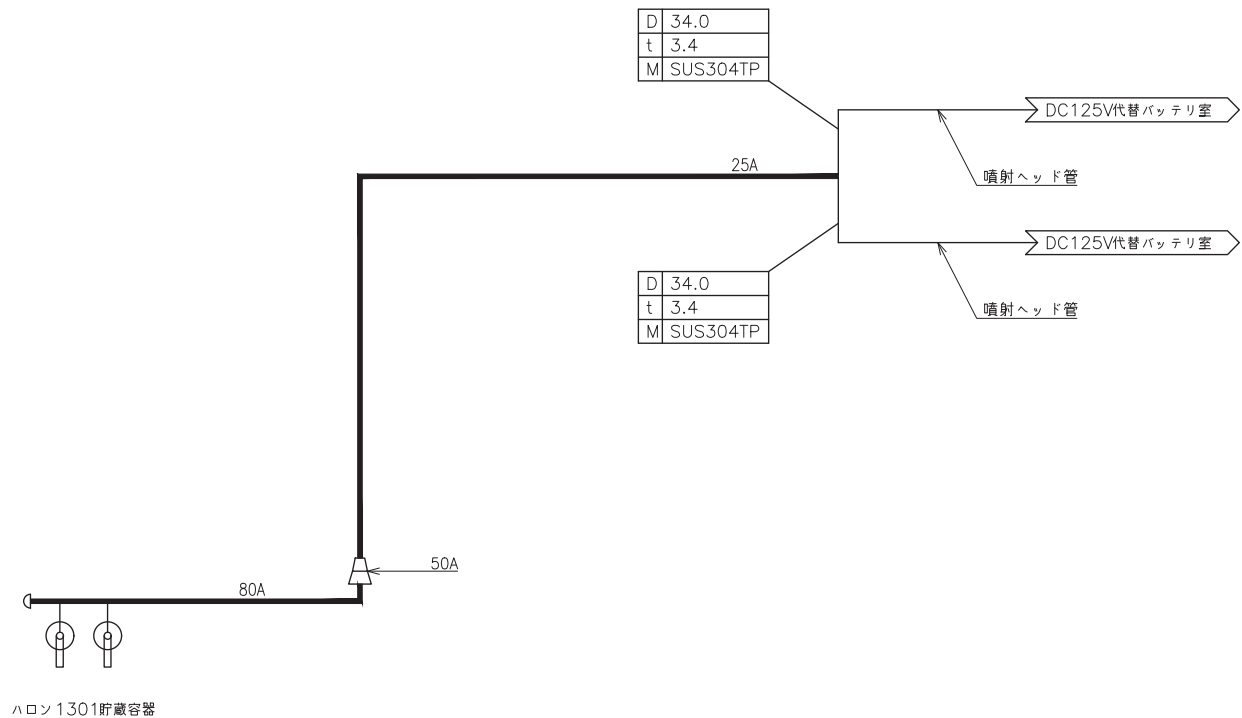 D 34.0
t 3.4
M SUS304TP
DC125V代替バッテリ室
25A
噴射ヘッド管
DC125V代替バッテリ室
D 34.0
t 3.4
M SUS304TP
噴射ヘッド管
50A
80A
ハロン1301貯蔵容器